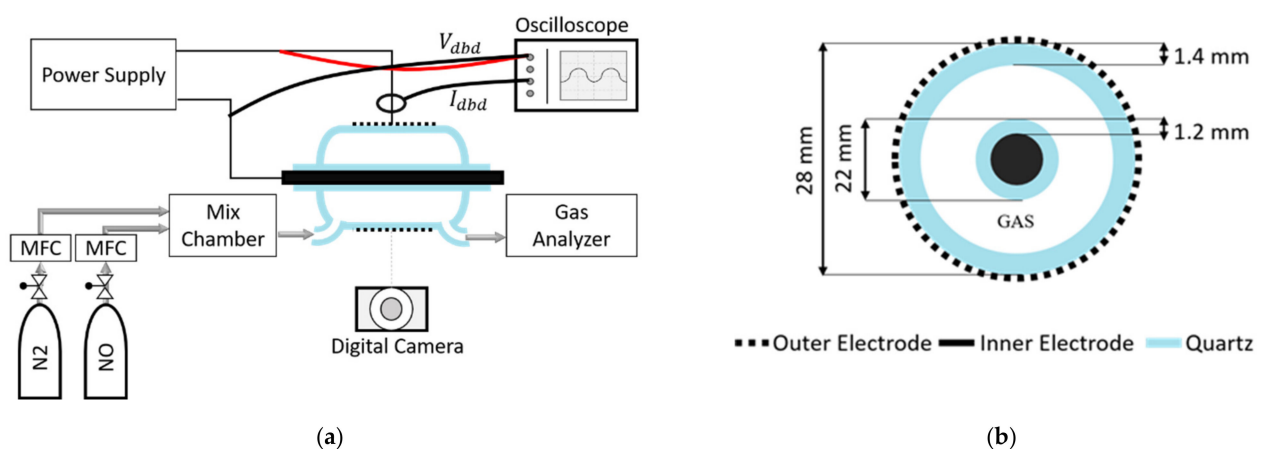 Oscilloscope
Power Supply
V_dbd
I_dbd
Mix
Chamber
Gas
Analyzer
MFC
MFC
N2
NO
Digital Camera
(a)
1.4 mm
1.2 mm
28 mm
22 mm
GAS
Outer Electrode
Inner Electrode
Quartz
(b)